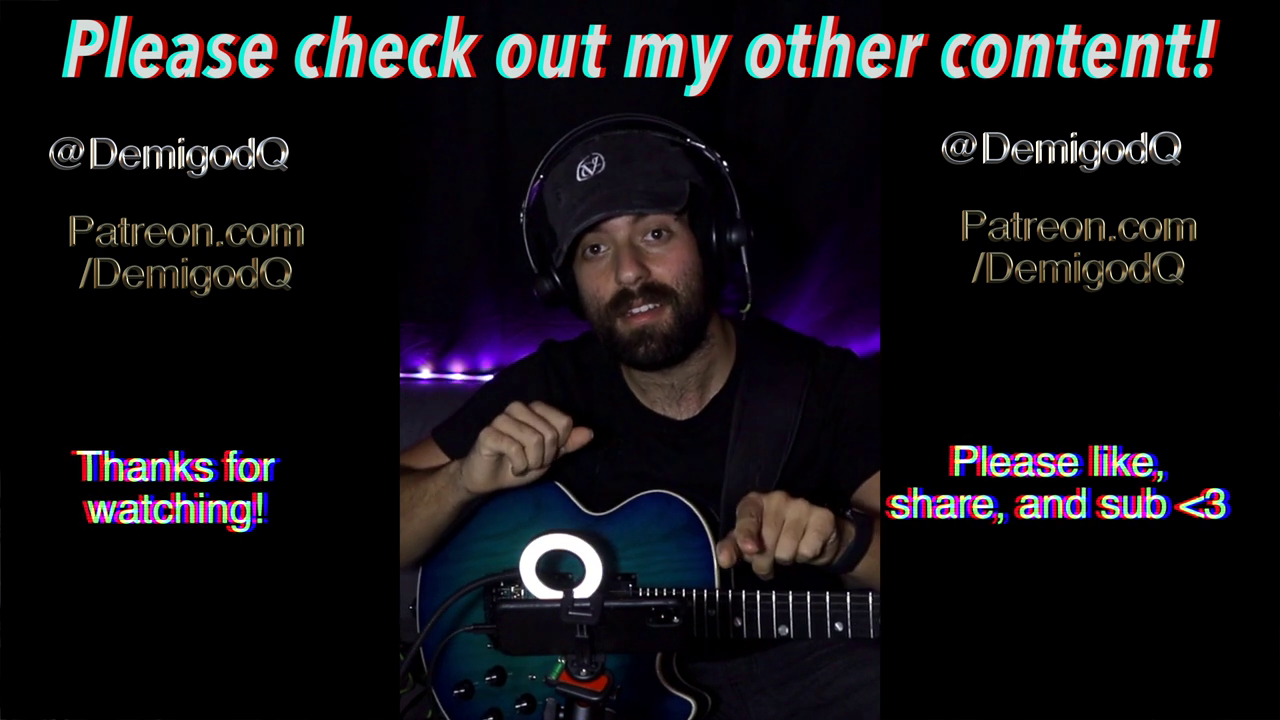 Please check out my other content!
@DemigodQ
Patreon.com
/DemigodQ
Thanks for
watching!
@DemigodQ
Patreon.com
/DemigodQ
Please like,
share, and sub <3